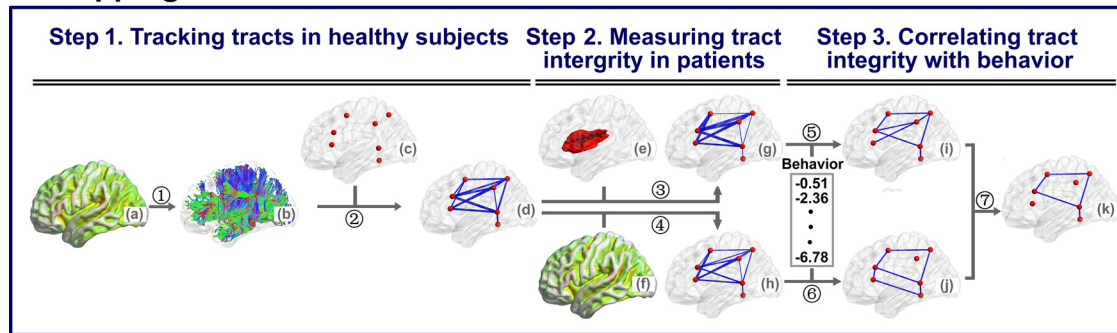 Step 1. Tracking tracts in healthy subjects
Step 2. Measuring tract
intergrity in patients
Step 3. Correlating tract
integrity with behavior
(a)
①
(b)
(c)
②
(d)
(e)
③
④
(f)
(g)
(h)
⑤
Behavior
-0.51
-2.36
-6.78
⑥
(i)
(j)
⑦
(k)